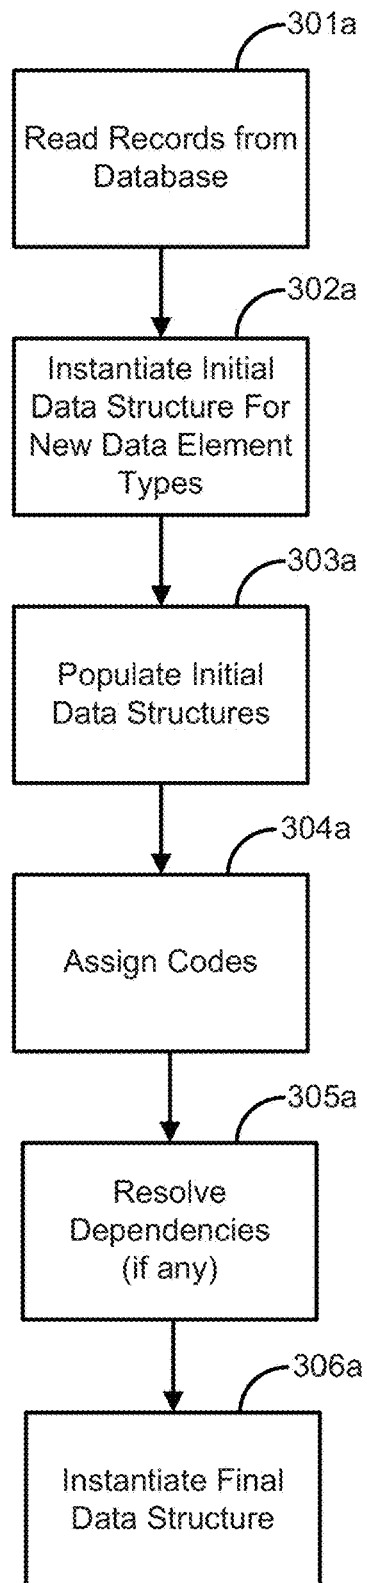 301a
Read Records from
Database
302a
Instantiate Initial
Data Structure For
New Data Element
Types
303a
Populate Initial
Data Structures
304a
Assign Codes
305a
Resolve
Dependencies
(if any)
306a
Instantiate Final
Data Structure